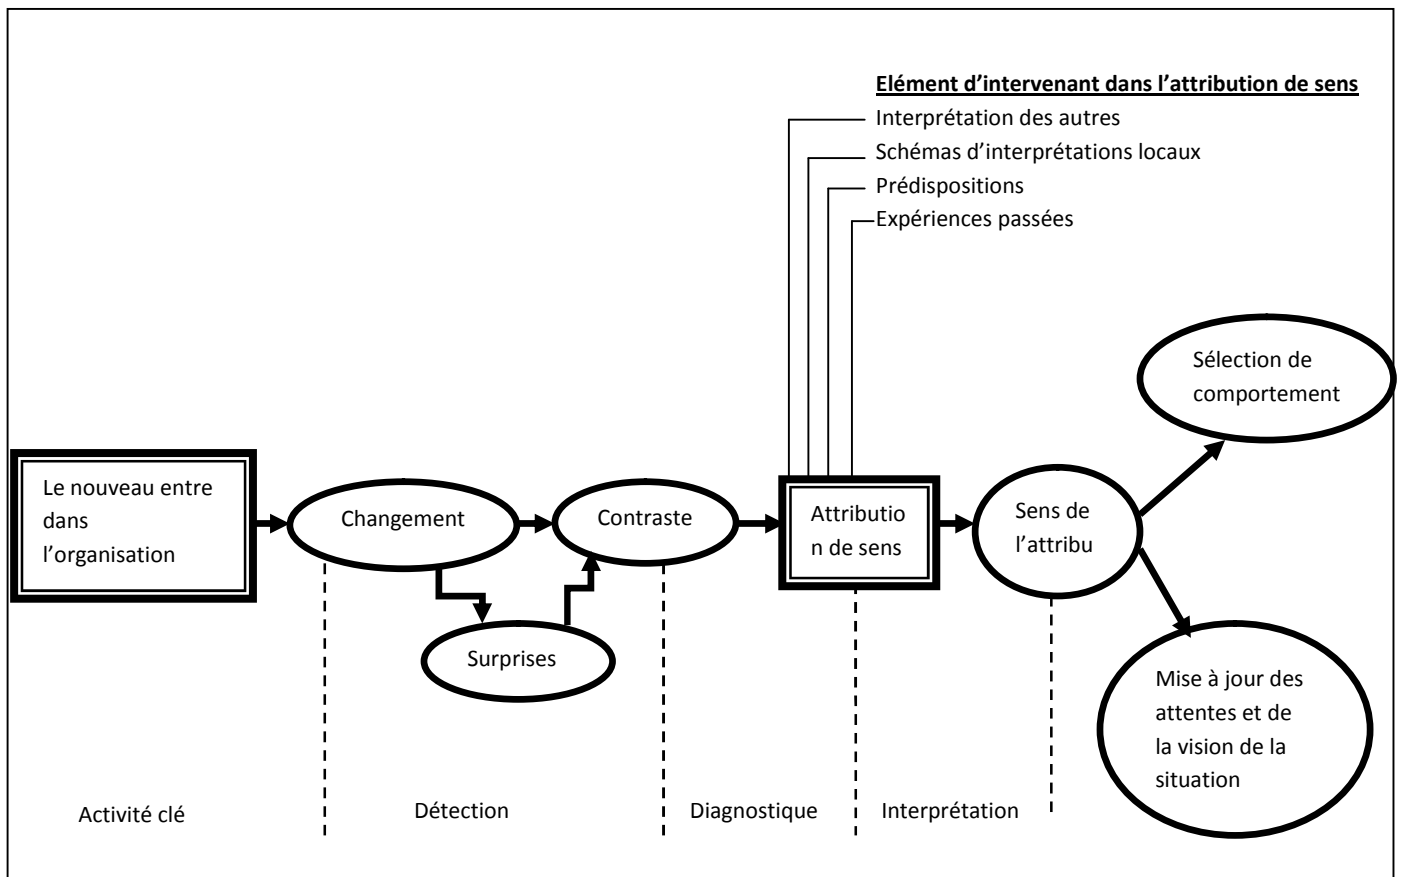 Elément d'intervenant dans l'attribution de sens
Interprétation des autres
Schémas d'interprétations locaux
Prédispositions
Expériences passées
Sélection de
comportement
Le nouveau entre
dans
l'organisation
Changement
Contraste
Attributio
n de sens
Sens de
l'attribu
Surprises
Mise à jour des
attentes et de
la vision de la
situation
Activité clé
Détection
Diagnostique
Interprétation